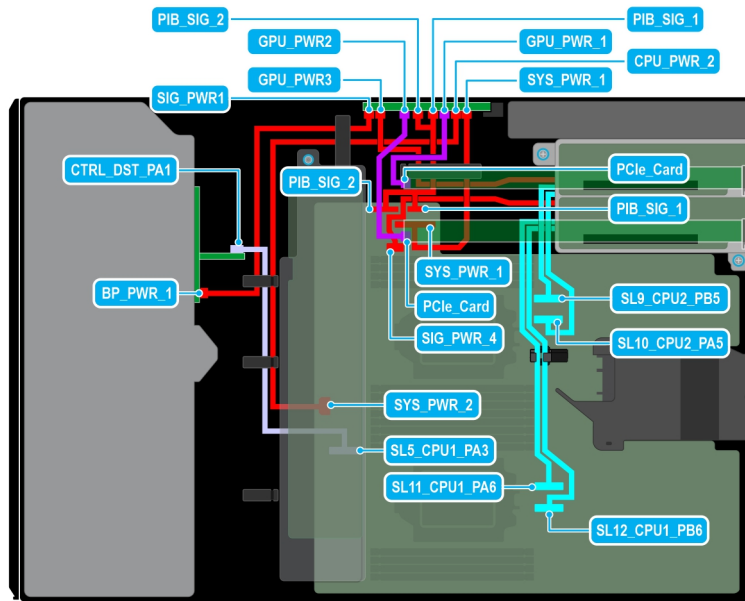 PIB_SIG_2
PIB_SIG_1
GPU_PWR2
GPU_PWR_1
CPU_PWR_2
GPU_PWR3
SYS_PWR_1
SIG_PWR1
CTRL_DST_PA1
PCIe_Card
PIB_SIG_2
PIB_SIG_1
SYS_PWR_1
BP_PWR_1
PCIe_Card
SL9_CPU2_PB5
SIG_PWR_4
SL10_CPU2_PA5
SYS_PWR_2
SL5_CPU1_PA3
SL11_CPU1_PA6
SL12_CPU1_PB6